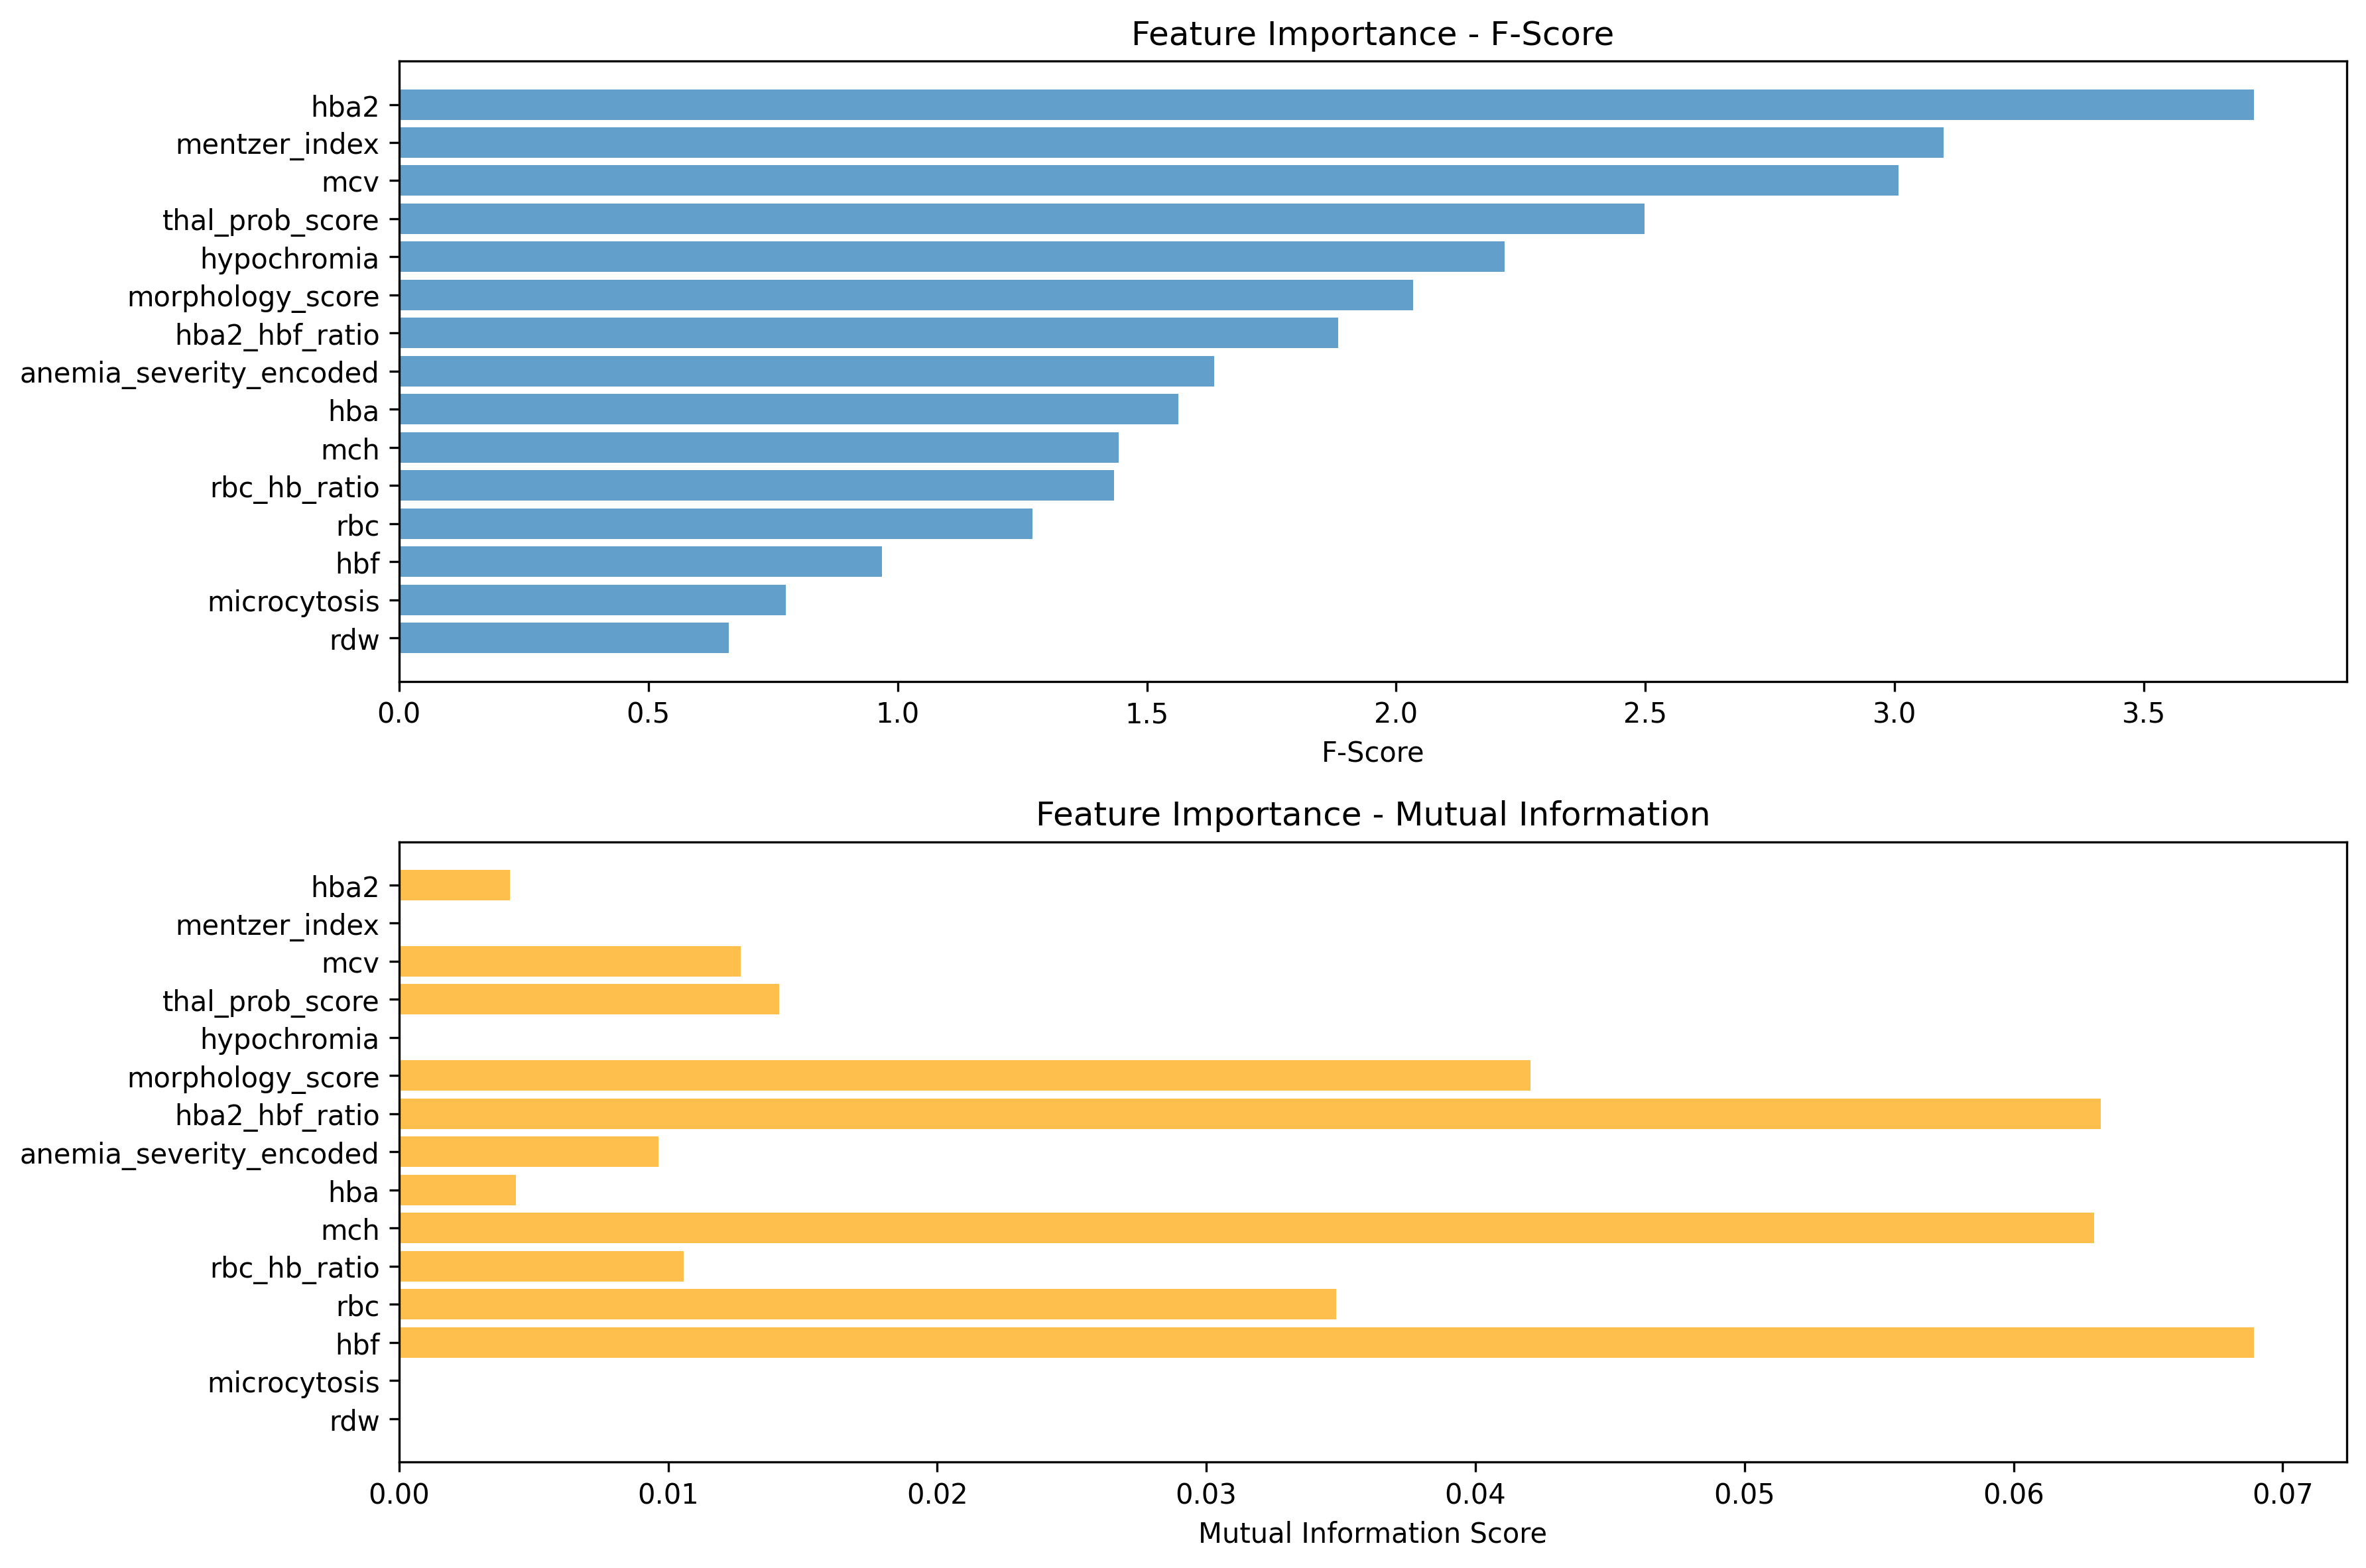 Feature Importance - F-Score
hba2
mentzer_index
mcv
thal_prob_score
hypochromia
morphology_score
hba2_hbf_ratio
anemia_severity_encoded
hba
mch
rbc_hb_ratio
rbc
hbf
microcytosis
rdw
0.0 0.5 1.0 1.5 2.0 2.5 3.0 3.5
F-Score
Feature Importance - Mutual Information
hba2
mentzer_index
mcv
thal_prob_score
hypochromia
morphology_score
hba2_hbf_ratio
anemia_severity_encoded
hba
mch
rbc_hb_ratio
rbc
hbf
microcytosis
rdw
0.00 0.01 0.02 0.03 0.04 0.05 0.06 0.07
Mutual Information Score